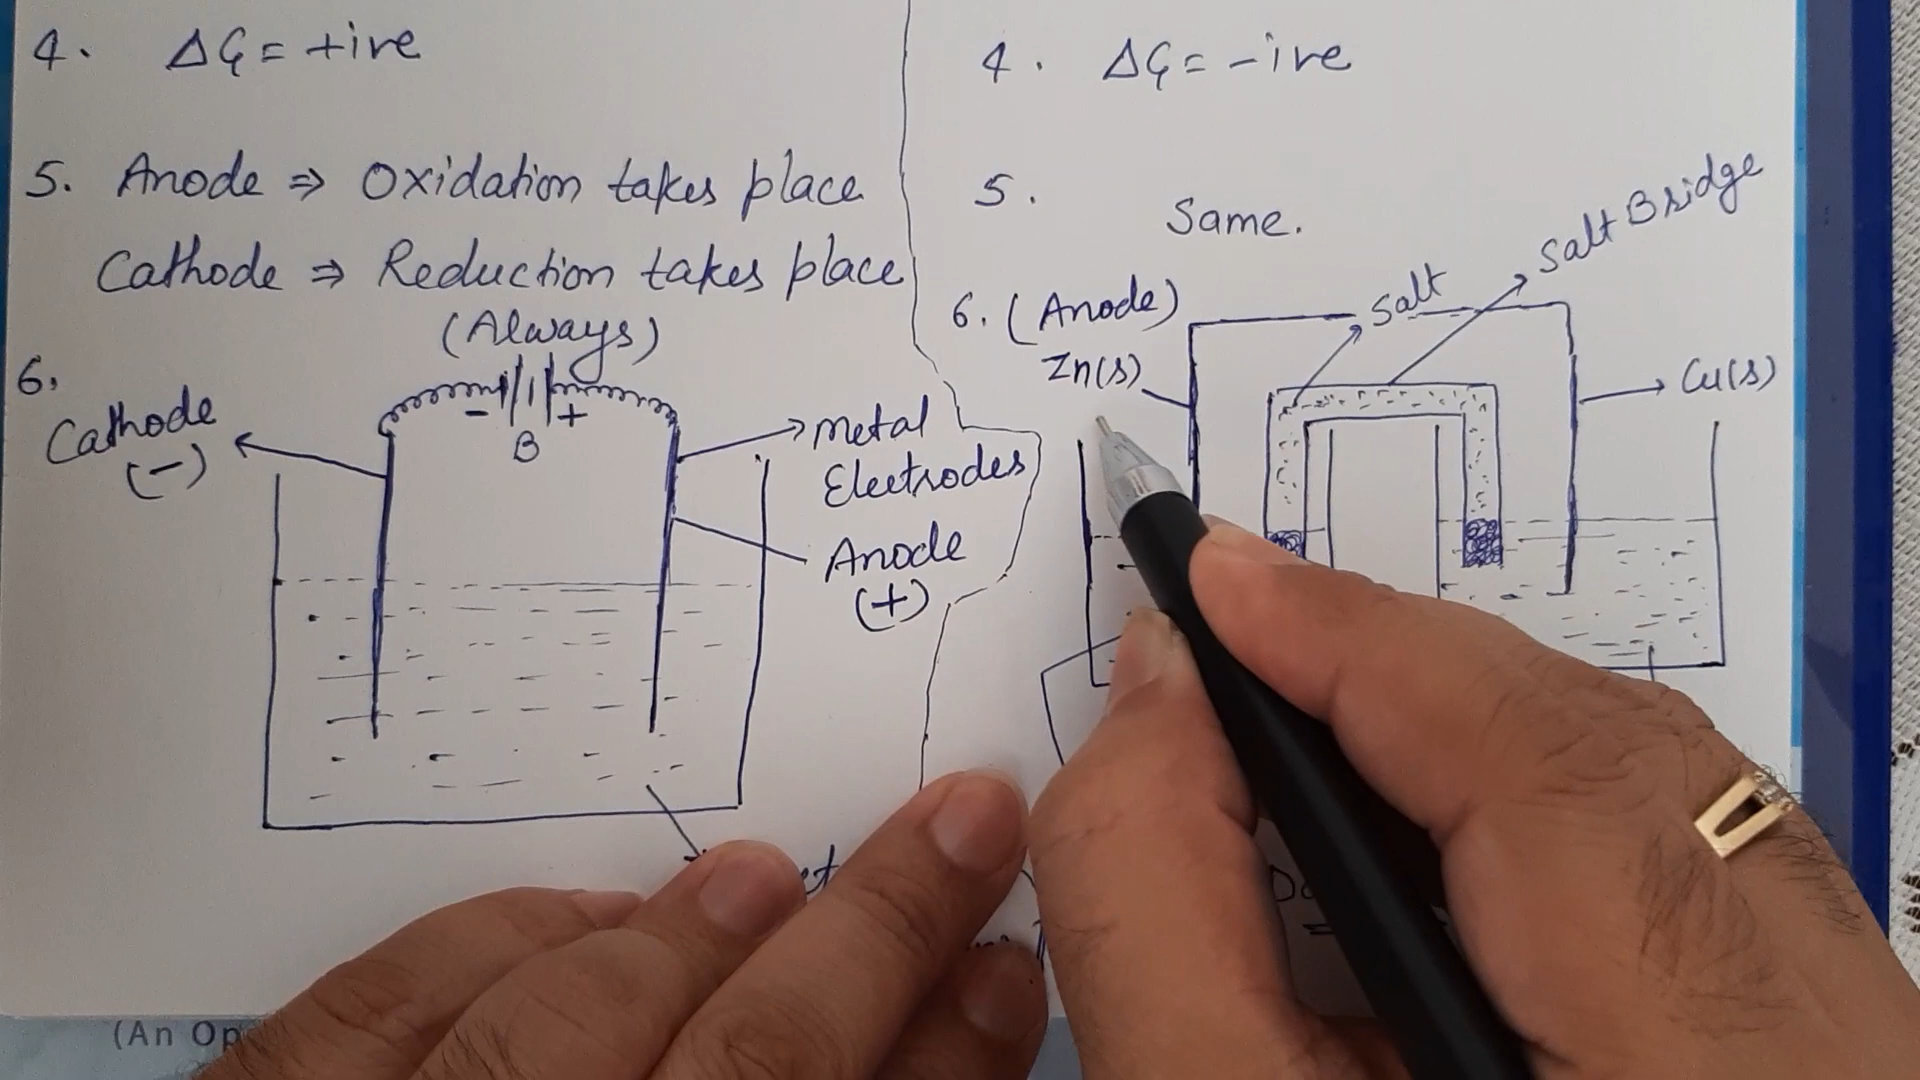 4. ΔG = +ive
5. Anode ⇒ Oxidation takes place
Cathode ⇒ Reduction takes place
(Always)
6.
Cathode
(-)
- +
B
Metal
Electrodes
Anode
(+)
4. ΔG = -ive
5.
Same.
Salt Bridge
Salt
6. (Anode)
Zn(s)
Cu(s)
(An Op